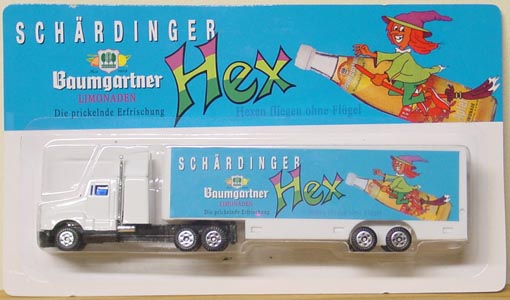 SCHÄRDINGER
Baumgartner
LIMONADEN
Die prickelnde Erfrischung
Hex
Hexen fliegen ohne Flügel
SCHÄRDINGER
Baumgartner
LIMONADEN
Die prickelnde Erfrischung
Hex